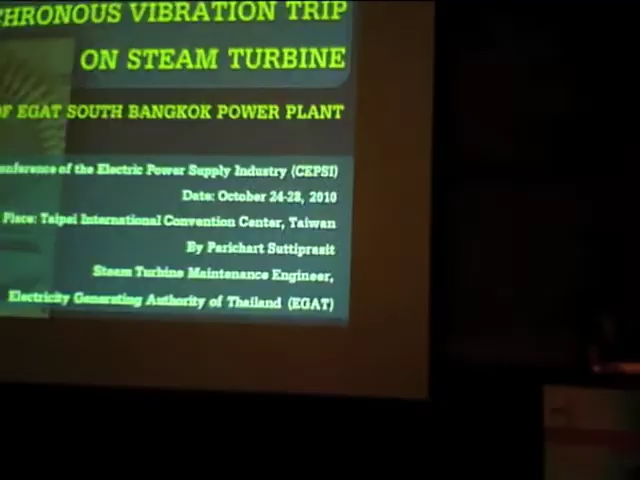 CHRONOUS VIBRATION TRIP
ON STEAM TURBINE
OF EGAT SOUTH BANGKOK POWER PLANT
onference of the Electric Power Supply Industry (CEPSI)
Date: October 24-28, 2010
Place: Taipei International Convention Center, Taiwan
By Parichart Suttiprasit
Steam Turbine Maintenance Engineer,
Electricity Generating Authority of Thailand (EGAT)